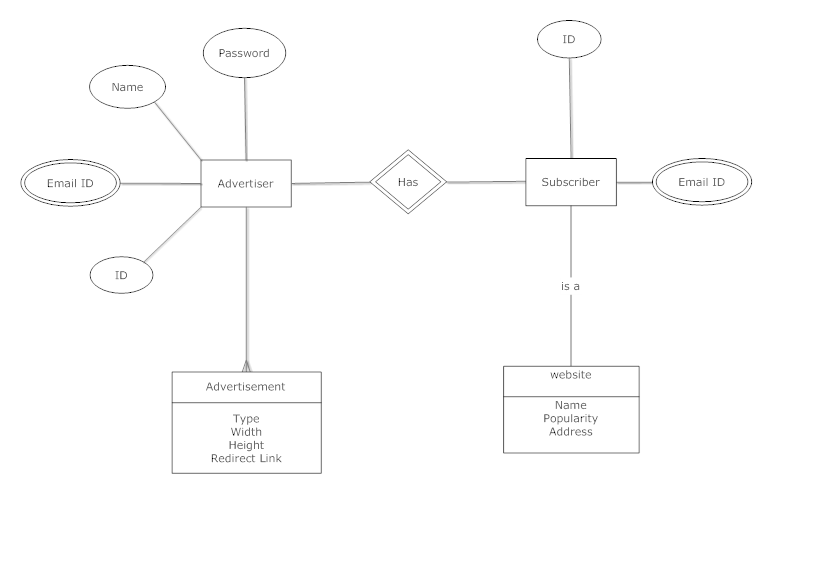 Password
ID
Name
Email ID
Advertiser
Has
Subscriber
Email ID
ID
is a
Advertisement
Type
Width
Height
Redirect Link
website
Name
Popularity
Address